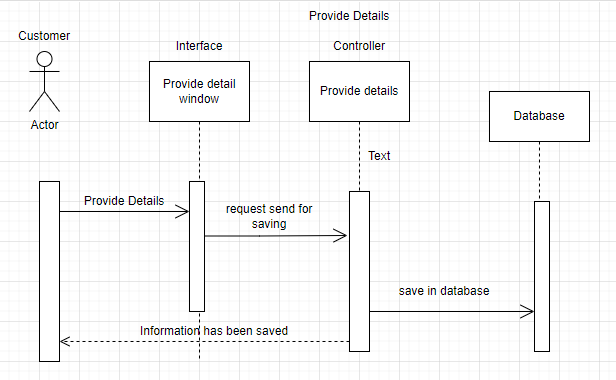 Provide Details
Customer
Interface
Controller
Provide detail
window
Provide details
Database
Actor
Text
Provide Details
request send for
saving
save in database
Information has been saved